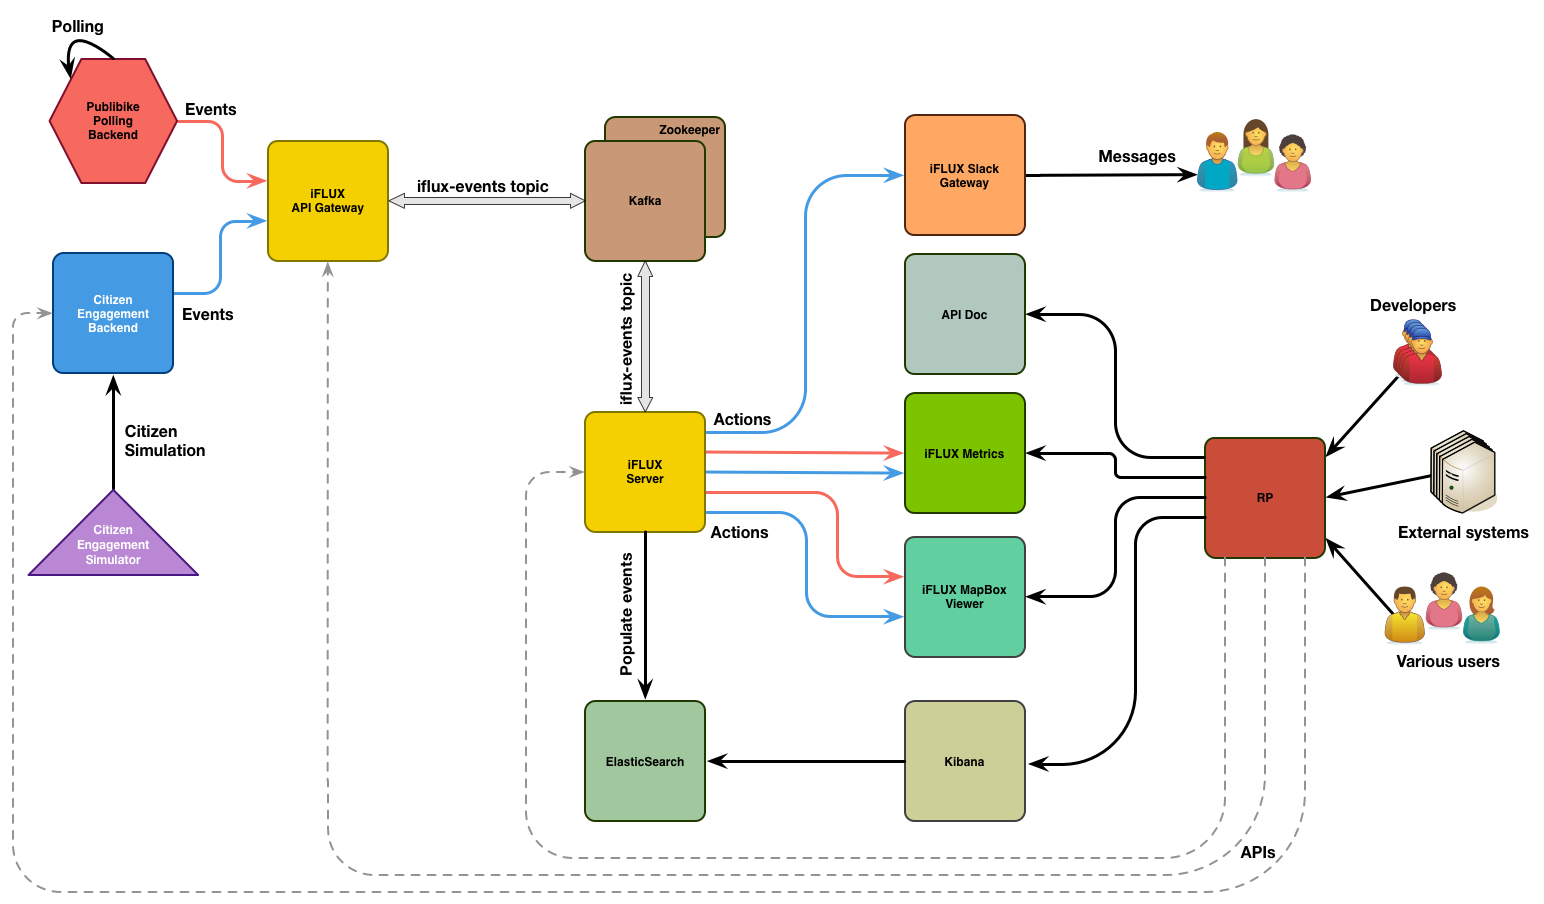 Polling
Publibike
Polling
Backend
Events
iFLUX
API Gateway
iflux-events topic
Zookeeper
Kafka
iFLUX Slack
Gateway
Messages
Citizen
Engagement
Backend
Events
iflux-events topic
API Doc
Developers
Citizen
Simulation
Citizen
Engagement
Simulator
iFLUX
Server
Actions
Actions
iFLUX Metrics
RP
External systems
Populate events
iFLUX MapBox
Viewer
Various users
ElasticSearch
Kibana
APIs